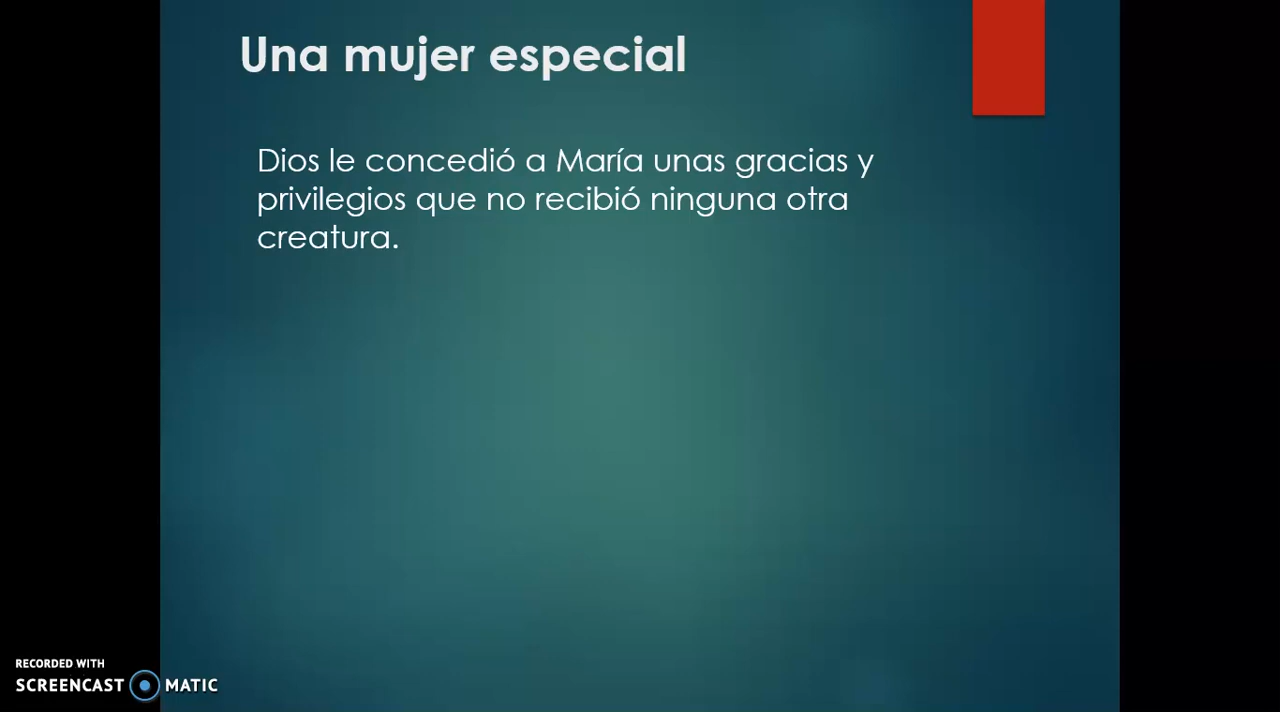 Una mujer especial
Dios le concedió a María unas gracias y
privilegios que no recibió ninguna otra
creatura.
RECORDED WITH
SCREENCAST MATIC